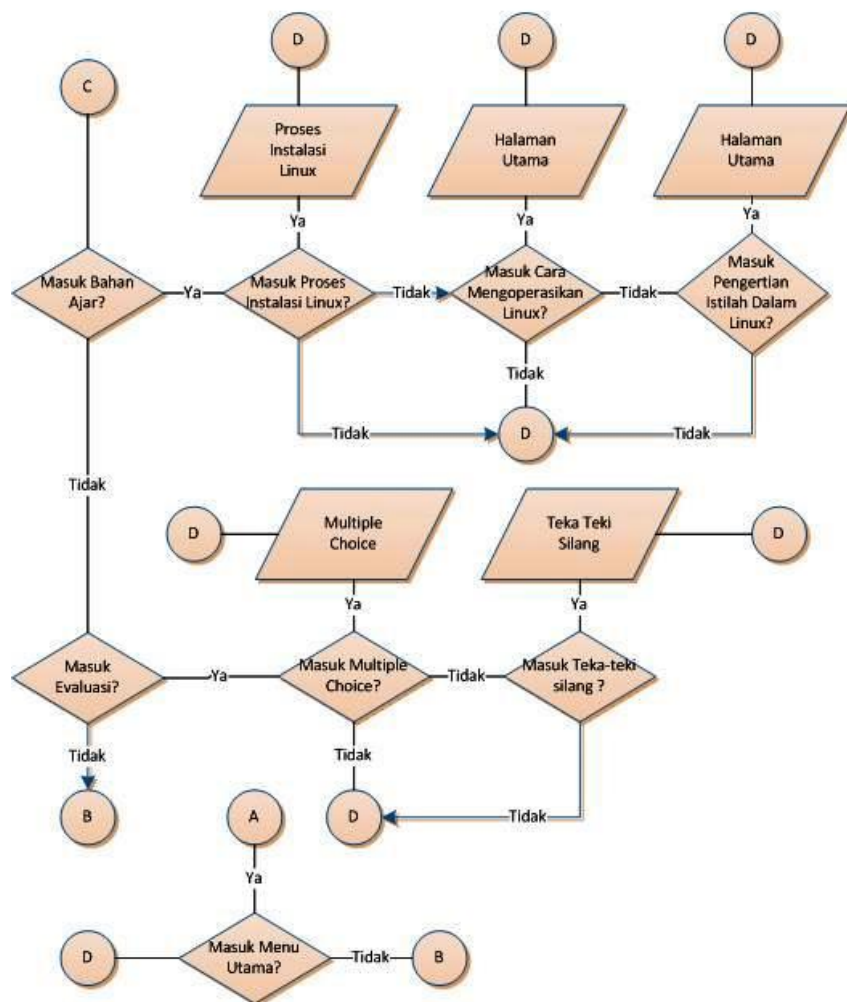 D
D
D
C
Proses
Instalasi
Linux
Halaman
Utama
Halaman
Utama
Ya
Ya
Ya
Masuk Bahan
Ajar?
Ya
Masuk Proses
Instalasi Linux?
Tidak
Masuk Cara
Mengoperasikan
Linux?
Tidak
Masuk
Pengertian
Istilah Dalam
Linux?
Tidak
Tidak
D
Tidak
Tidak
D
Multiple
Choice
Teka Teki
Silang
D
Ya
Ya
Masuk
Evaluasi?
Ya
Masuk Multiple
Choice?
Tidak
Masuk Teka-teki
silang ?
Tidak
Tidak
B
D
Tidak
A
Ya
D
Masuk Menu
Utama?
Tidak
B